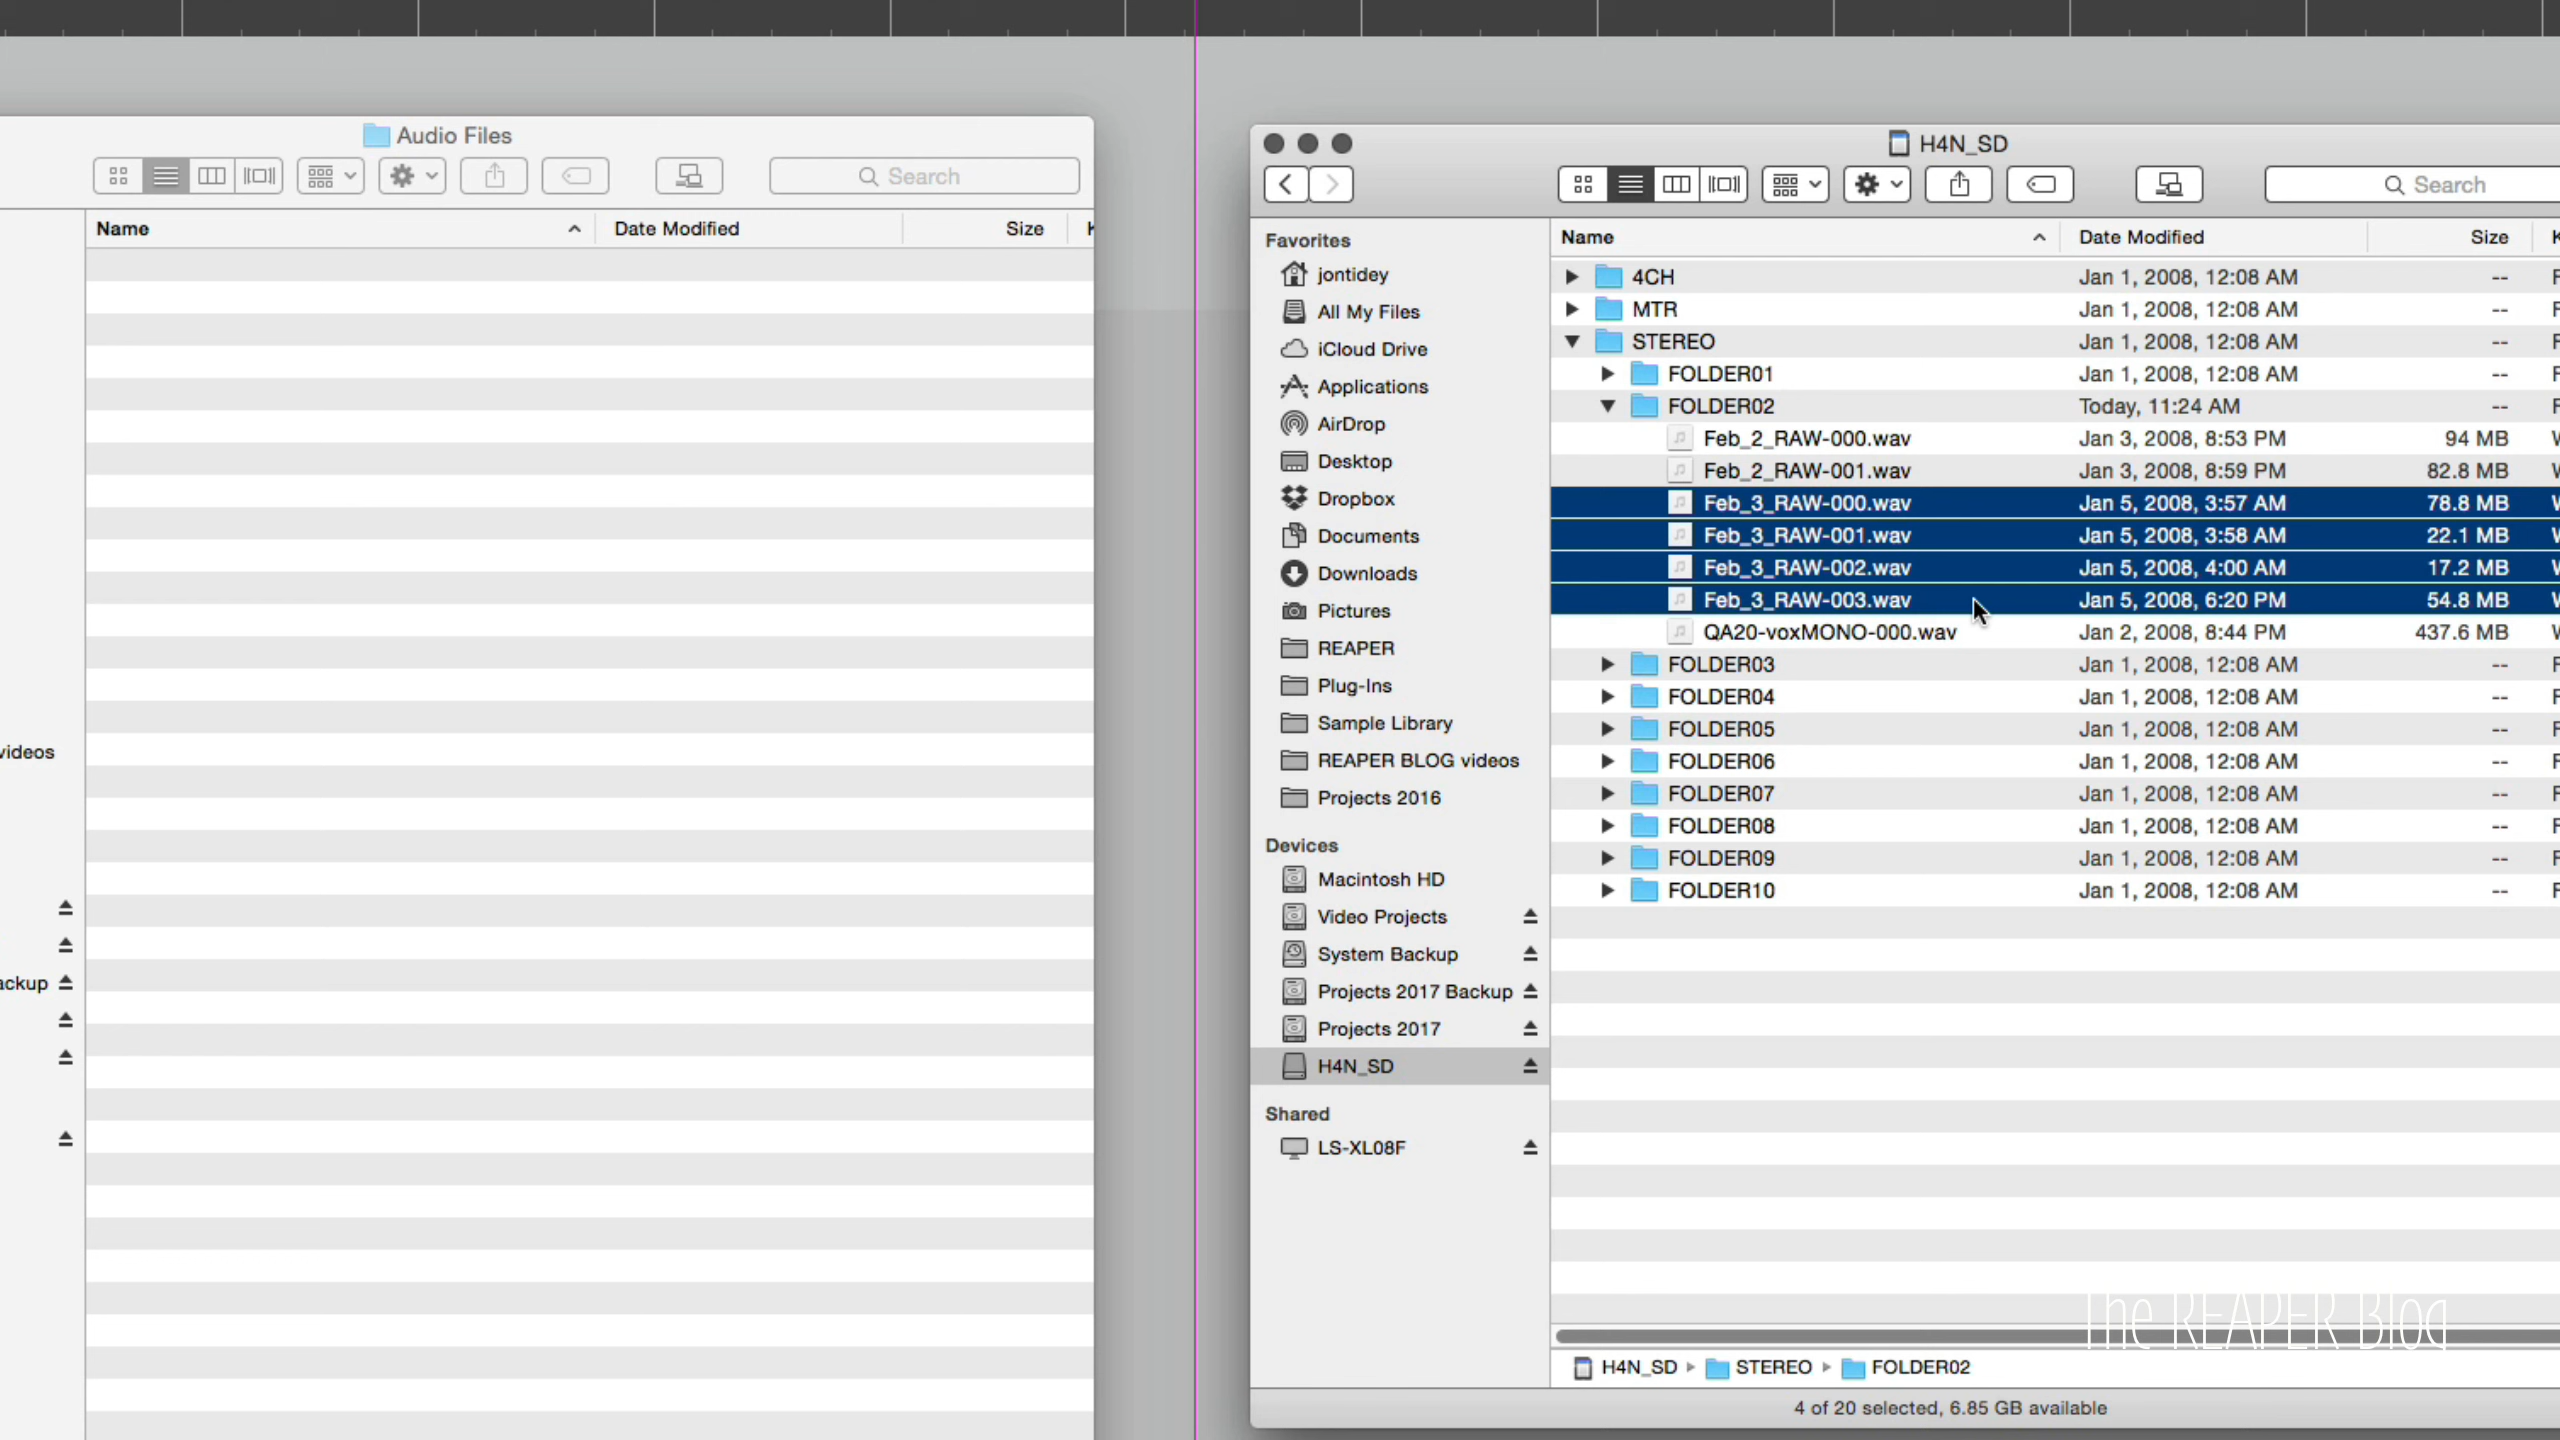 Audio Files
Search
Name Date Modified Size
videos
ackup
H4N_SD
Search
Favorites
jontidey
All My Files
iCloud Drive
Applications
AirDrop
Desktop
Dropbox
Documents
Downloads
Pictures
REAPER
Plug-Ins
Sample Library
REAPER BLOG videos
Projects 2016
Devices
Macintosh HD
Video Projects
System Backup
Projects 2017 Backup
Projects 2017
H4N_SD
Shared
LS-XL08F
Name Date Modified Size
4CH Jan 1, 2008, 12:08 AM --
MTR Jan 1, 2008, 12:08 AM --
STEREO Jan 1, 2008, 12:08 AM --
FOLDER01 Jan 1, 2008, 12:08 AM --
FOLDER02 Today, 11:24 AM --
Feb_2_RAW-000.wav Jan 3, 2008, 8:53 PM 94 MB
Feb_2_RAW-001.wav Jan 3, 2008, 8:59 PM 82.8 MB
Feb_3_RAW-000.wav Jan 5, 2008, 3:57 AM 78.8 MB
Feb_3_RAW-001.wav Jan 5, 2008, 3:58 AM 22.1 MB
Feb_3_RAW-002.wav Jan 5, 2008, 4:00 AM 17.2 MB
Feb_3_RAW-003.wav Jan 5, 2008, 6:20 PM 54.8 MB
QA20-voxMONO-000.wav Jan 2, 2008, 8:44 PM 437.6 MB
FOLDER03 Jan 1, 2008, 12:08 AM --
FOLDER04 Jan 1, 2008, 12:08 AM --
FOLDER05 Jan 1, 2008, 12:08 AM --
FOLDER06 Jan 1, 2008, 12:08 AM --
FOLDER07 Jan 1, 2008, 12:08 AM --
FOLDER08 Jan 1, 2008, 12:08 AM --
FOLDER09 Jan 1, 2008, 12:08 AM --
FOLDER10 Jan 1, 2008, 12:08 AM --
The REAPER Blog
H4N_SD STEREO FOLDER02
4 of 20 selected, 6.85 GB available